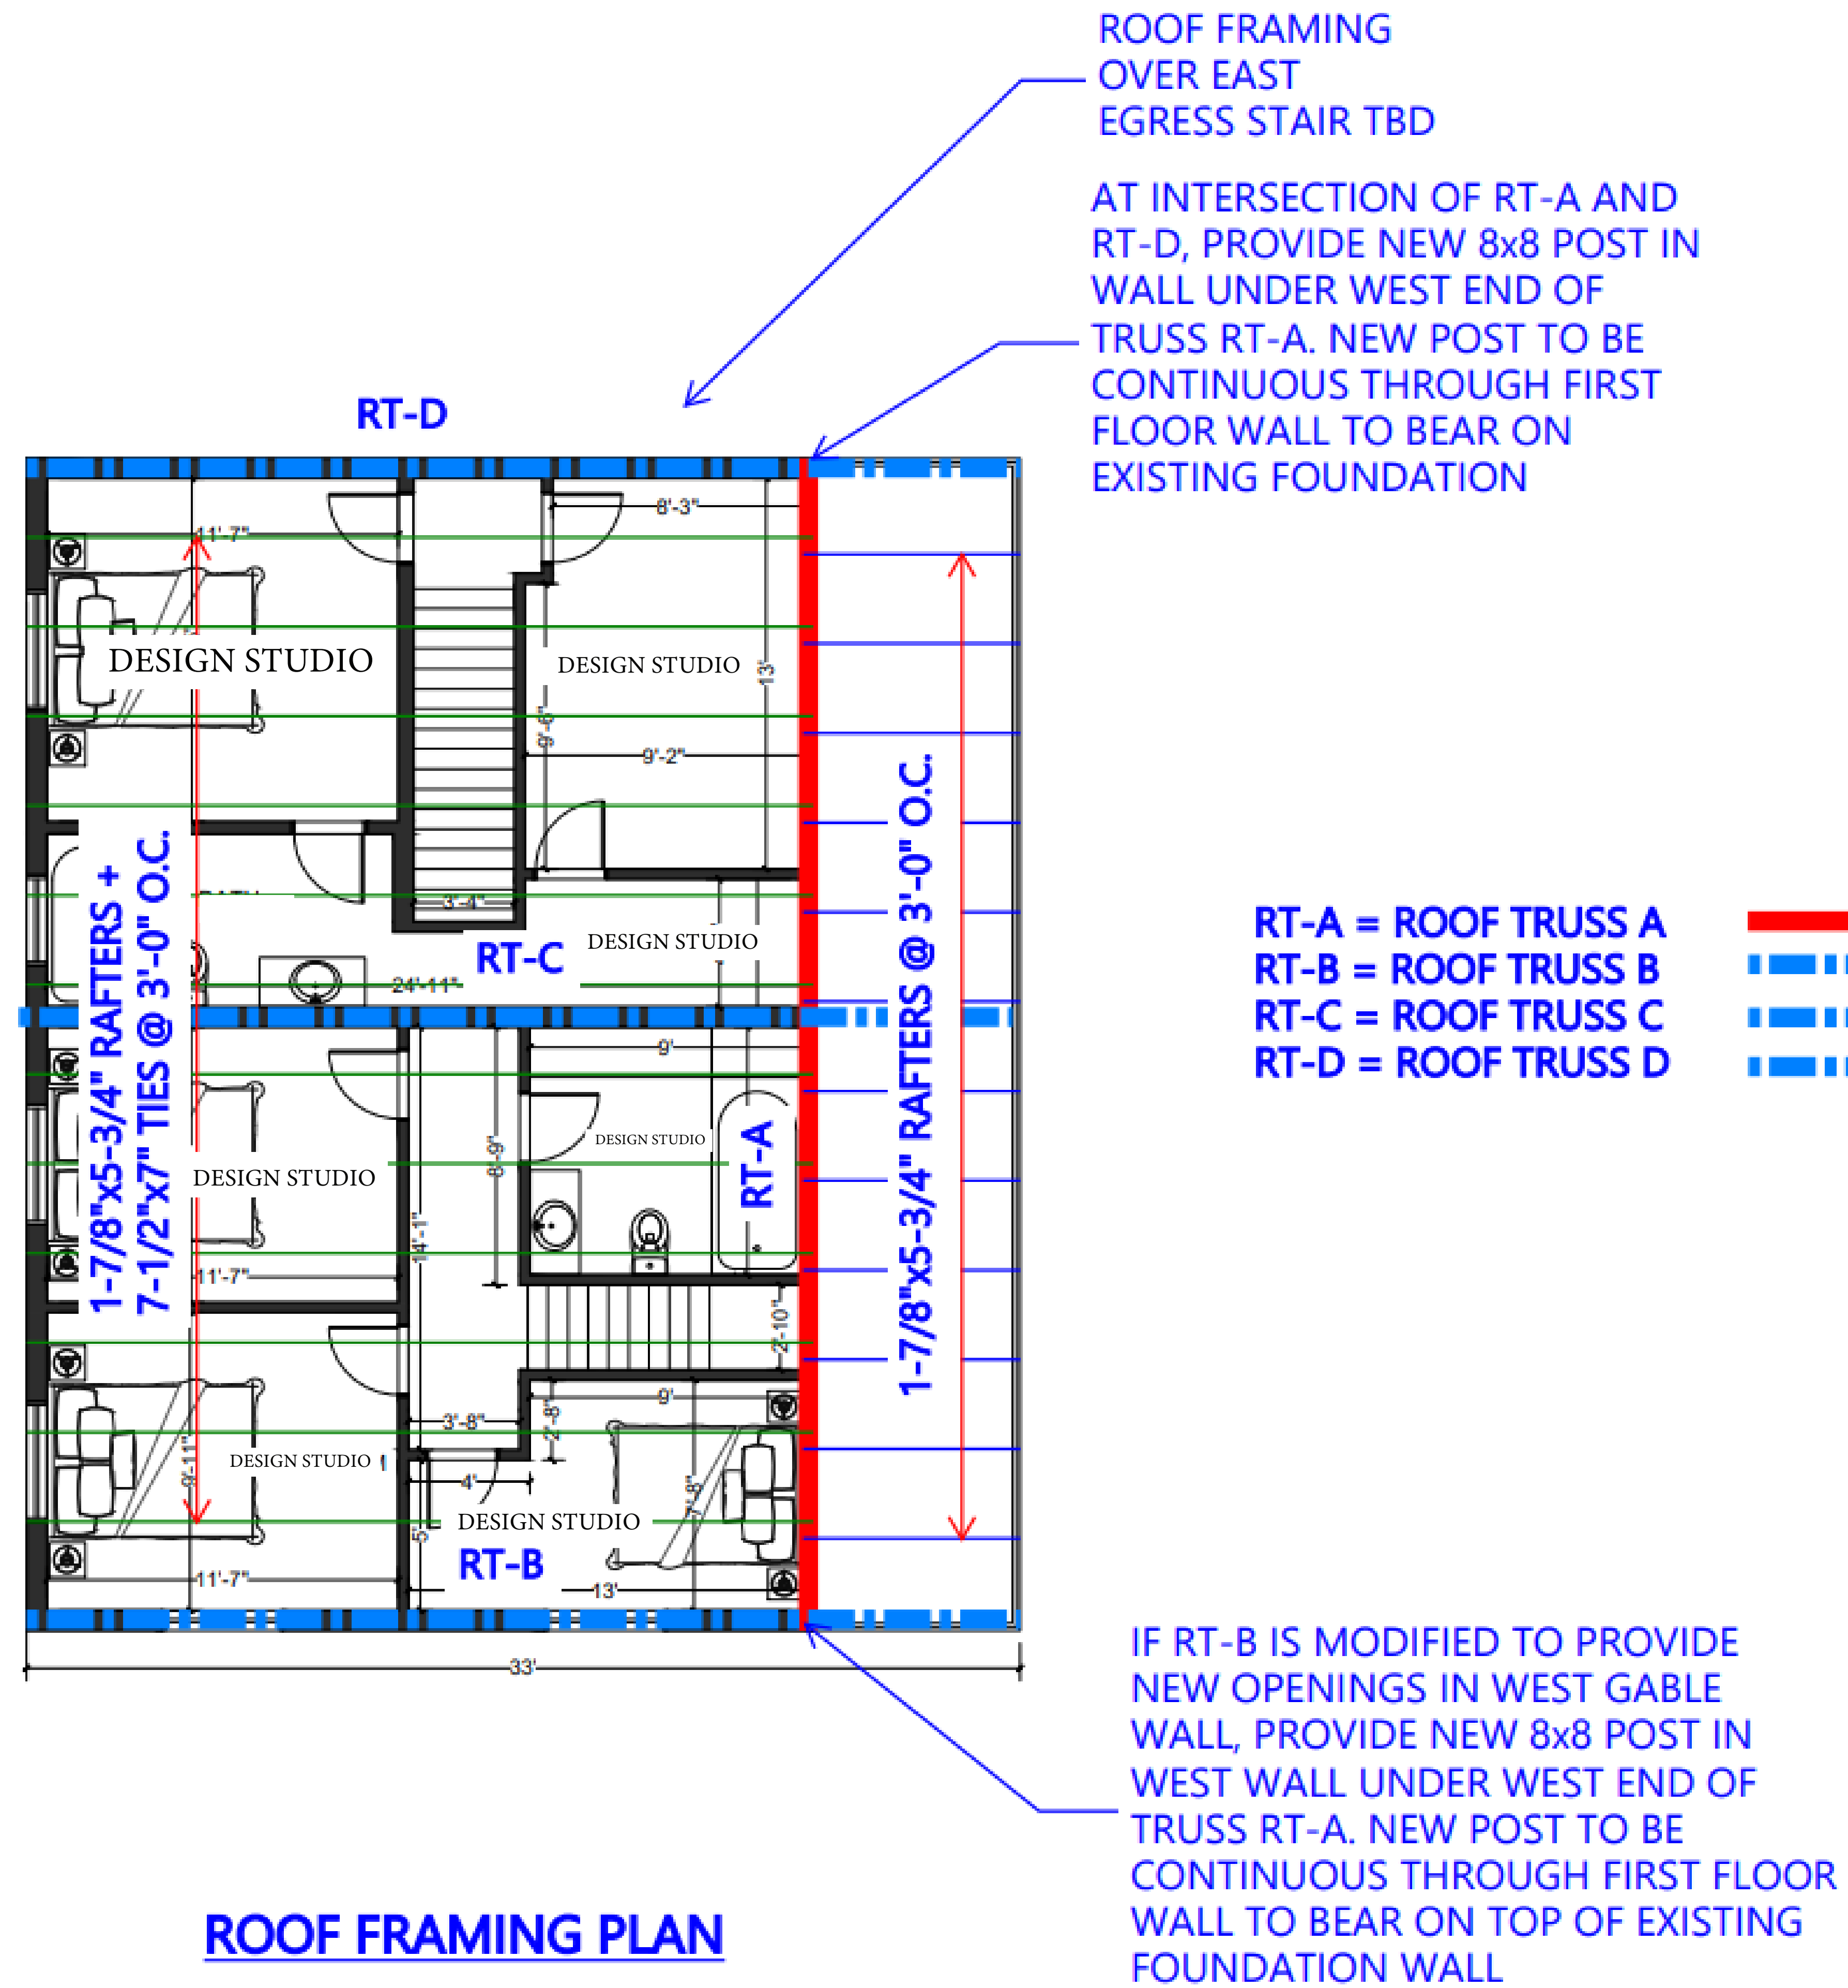 ROOF FRAMING
OVER EAST
EGRESS STAIR TBD
AT INTERSECTION OF RT-A AND
RT-D, PROVIDE NEW 8x8 POST IN
WALL UNDER WEST END OF
TRUSS RT-A. NEW POST TO BE
CONTINUOUS THROUGH FIRST
FLOOR WALL TO BEAR ON
EXISTING FOUNDATION
RT-D
8'-3"
11'-7"
DESIGN STUDIO
DESIGN STUDIO
13'
9'-6"
9'-2"
1-7/8"x5-3/4" RAFTERS +
7-1/2"x7" TIES @ 3'-0" O.C.
1-7/8"x5-3/4" RAFTERS @ 3'-0" O.C.
3'-4"
RT-C
DESIGN STUDIO
24'-11"
RT-A = ROOF TRUSS A
RT-B = ROOF TRUSS B
RT-C = ROOF TRUSS C
RT-D = ROOF TRUSS D
9'
8'-9"
DESIGN STUDIO
RT-A
DESIGN STUDIO
14'-1"
11'-7"
2'-10"
9'
3'-8"
2'-8"
DESIGN STUDIO
9'-11"
4'
7'-8"
DESIGN STUDIO
5'
RT-B
11'-7"
13'
33'
IF RT-B IS MODIFIED TO PROVIDE
NEW OPENINGS IN WEST GABLE
WALL, PROVIDE NEW 8x8 POST IN
WEST WALL UNDER WEST END OF
TRUSS RT-A. NEW POST TO BE
CONTINUOUS THROUGH FIRST FLOOR
WALL TO BEAR ON TOP OF EXISTING
FOUNDATION WALL
ROOF FRAMING PLAN